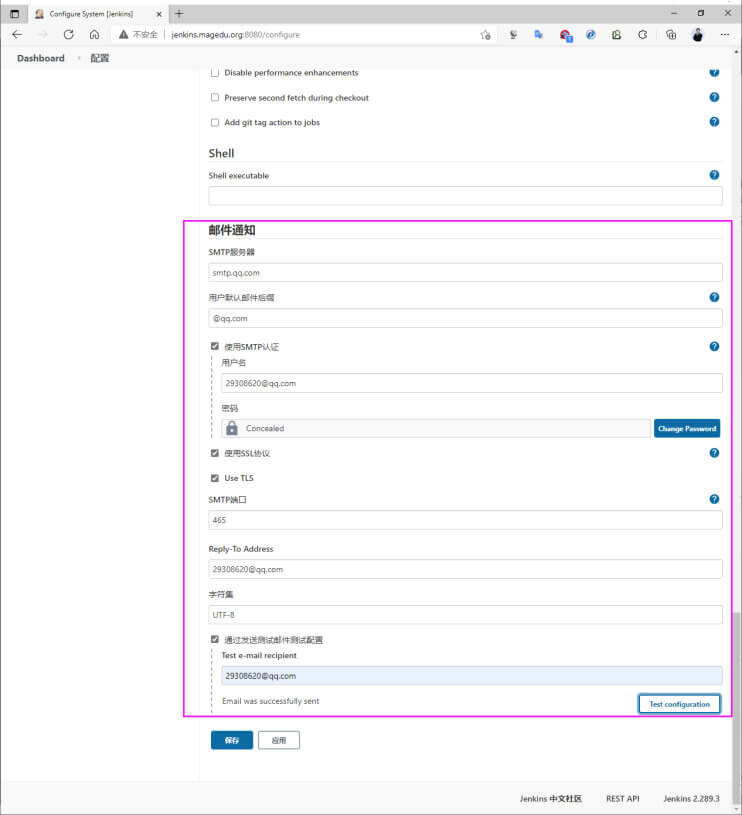 Configure System [Jenkins]
不安全 | jenkins.magedu.org:8080/configure
Dashboard › 配置
Disable performance enhancements
Preserve second fetch during checkout
Add git tag action to jobs
Shell
Shell executable
邮件通知
SMTP服务器
smtp.qq.com
用户默认邮件后缀
@qq.com
使用SMTP认证
用户名
29308620@qq.com
密码
Concealed
Change Password
使用SSL协议
Use TLS
SMTP端口
465
Reply-To Address
29308620@qq.com
字符集
UTF-8
通过发送测试邮件测试配置
Test e-mail recipient
29308620@qq.com
Email was successfully sent
Test configuration
保存 应用
Jenkins 中文社区 REST API Jenkins 2.289.3